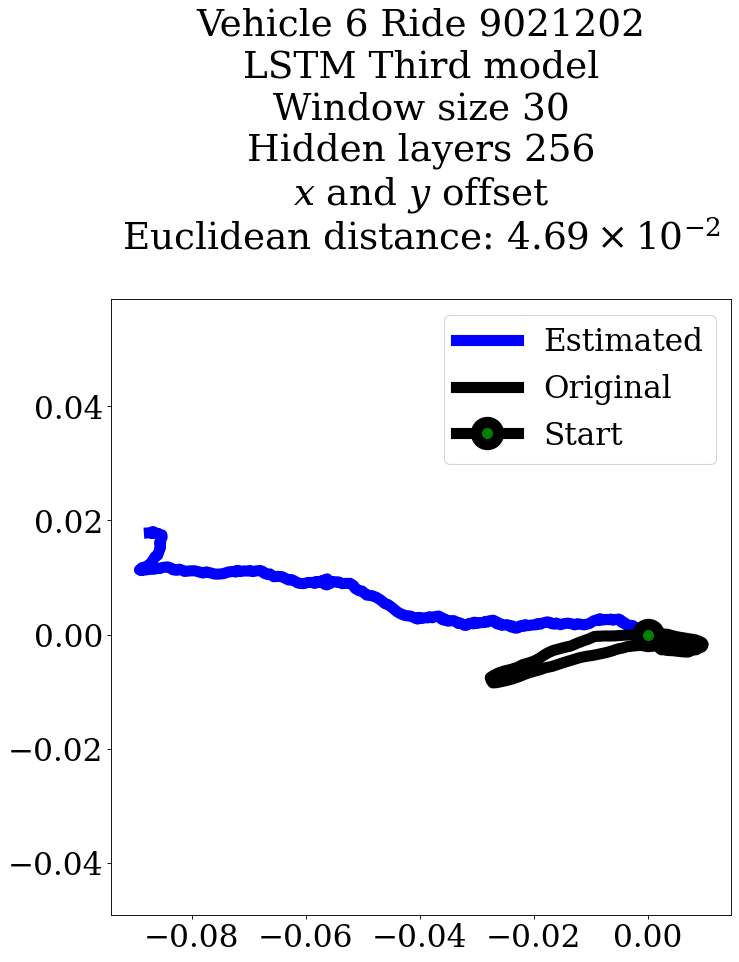 Vehicle 6 Ride 9021202
LSTM Third model
Window size 30
Hidden layers 256
x and y offset
Euclidean distance: 4.69 × 10⁻²
Estimated
Original
Start
0.04
0.02
0.00
−0.02
−0.04
−0.08 −0.06 −0.04 −0.02 0.00